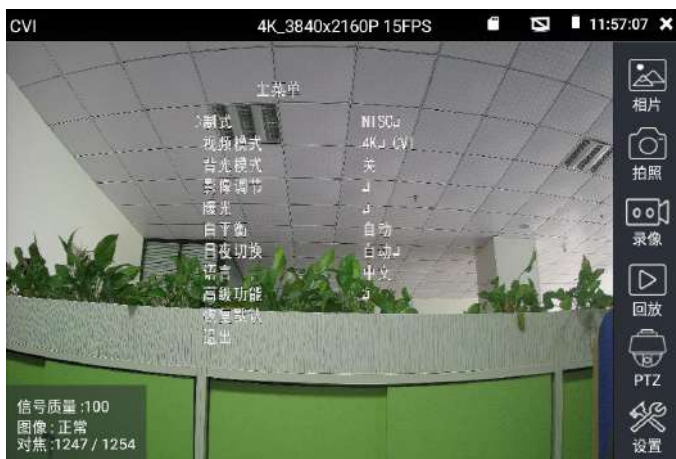 CVI 4K_3840x2160P 15FPS 11:57:07
主菜单
制式 NTSC
视频模式 4K CVI
背光模式 关
影像调节
曝光
白平衡 自动
日夜切换 自动
语言 中文
高级功能
恢复默认
退出
相片
拍照
录像
回放
PTZ
设置
信号质量:100
图像:正常
对焦:1247 / 1254